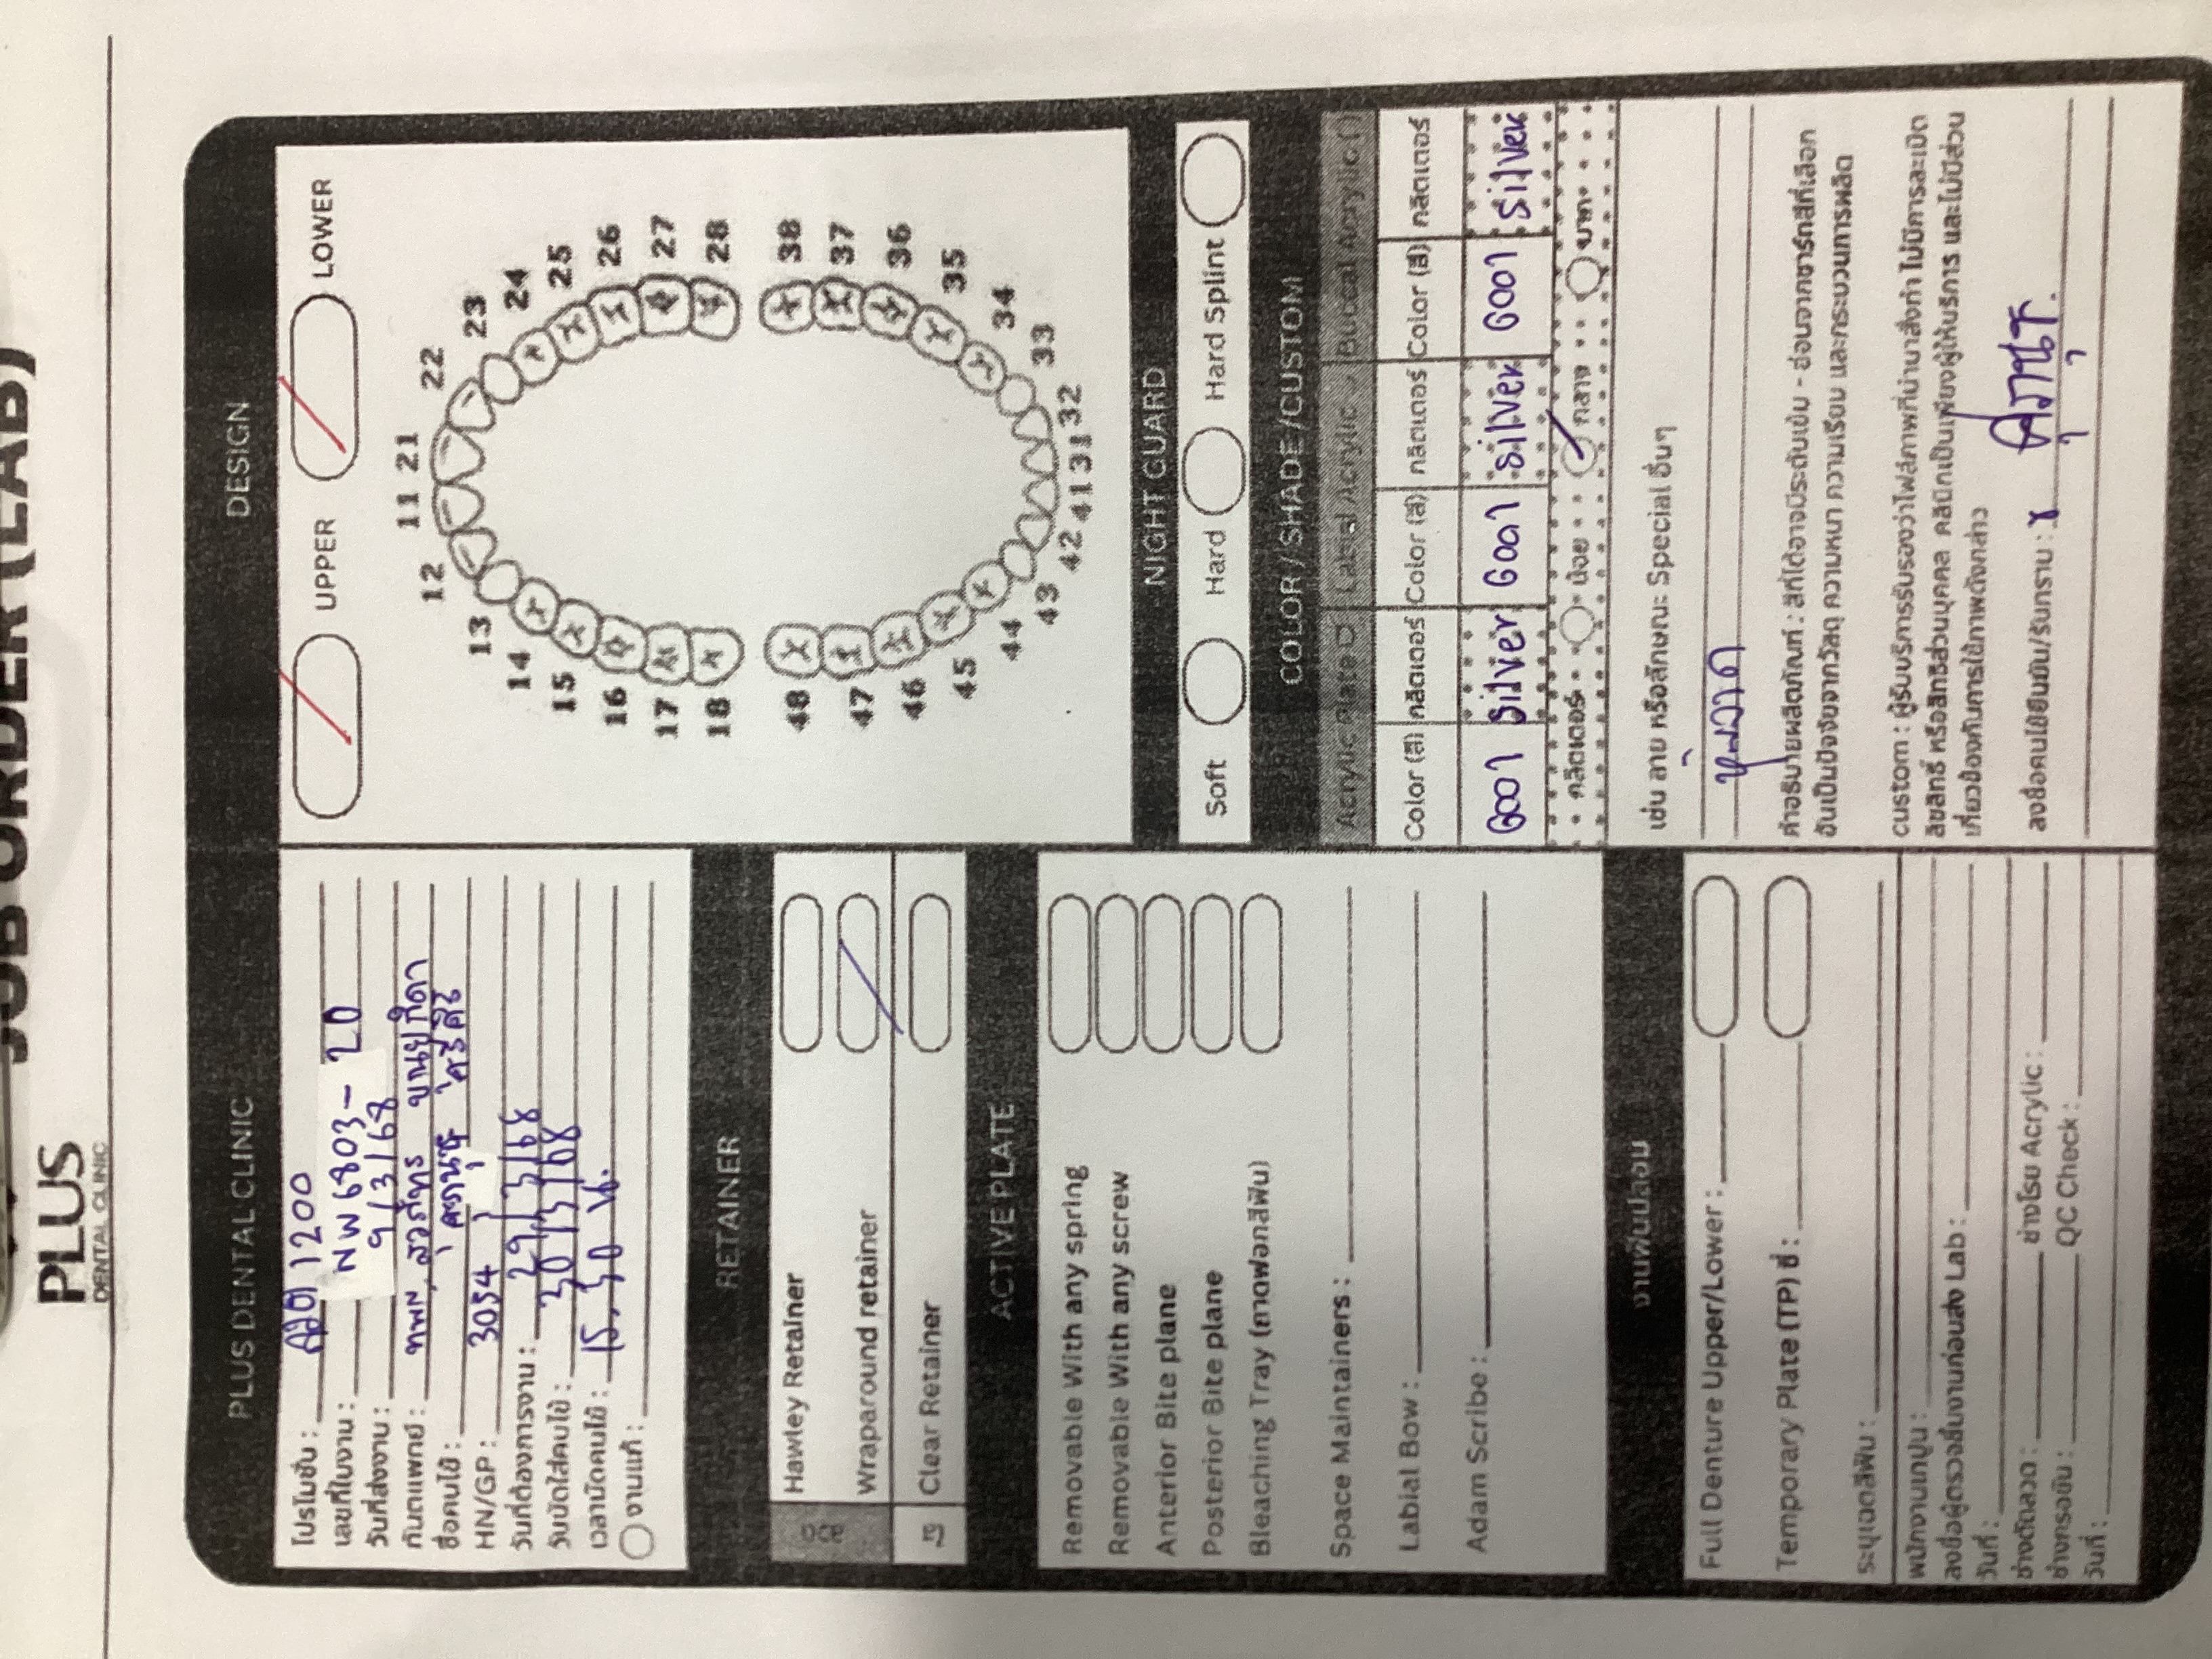 JOB ORDER (LAB)
PLUS
DENTAL CLINIC
PLUS DENTAL CLINIC
โปรโมชั่น : ลวด 1200
เลขที่ใบงาน : NW6803-20
วันที่ส่งงาน : 9/3/68
ทันตแพทย์ : ทพญ.
ชื่อคนไข้ : ศุภนุช ศรีศิริ
HN/GP : 3054
วันที่ต้องการงาน : 29/3/68
วันนัดใส่คนไข้ : 30/3/68
เวลานัดคนไข้ : 15.30 น.
งานแก้ :
RETAINER
ลวด
Hawley Retainer
Wraparound retainer
ใส
Clear Retainer
ACTIVE PLATE
Removable With any spring
Removable With any screw
Anterior Bite plane
Posterior Bite plane
Bleaching Tray (ถาดฟอกสีฟัน)
Space Maintainers :
Labial Bow :
Adam Scribe :
งานฟันปลอม
Full Denture Upper/Lower :
Temporary Plate (TP) ซี่ :
ระบุเฉดสีฟัน :
พนักงานเทปูน :
ลงชื่อผู้ตรวจชิ้นงานก่อนส่ง Lab :
วันที่ :
ช่างดัดลวด : ช่างโรย Acrylic :
ช่างกรอขัด : QC Check :
วันที่ :
DESIGN
UPPER LOWER
11 21
12 22
13 23
14 24
15 25
16 26
17 27
18 28
48 38
47 37
46 36
45 35
44 34
43 33
42 41 31 32
NIGHT GUARD
Soft Hard Hard Splint
COLOR / SHADE /CUSTOM
Acrylic Plate Labial Acrylic Buccal Acrylic
Color (สี) กลิตเตอร์ Color (สี) กลิตเตอร์ Color (สี) กลิตเตอร์
G001 Silver G001 silver G001 silver
กลิตเตอร์ น้อย กลาง มาก
เช่น ลาย หรือลักษณะ Special อื่นๆ
คำอธิบายผลิตภัณฑ์ : สีที่ได้อาจมีระดับเข้ม - อ่อนจากชาร์ทสีที่เลือก
อันเป็นปัจจัยจากวัสดุ ความหนา ความเรียบ และกระบวนการผลิต
custom : ผู้รับบริการรับรองว่าไฟล์ภาพที่นำมาสั่งทำ ไม่มีการละเมิด
ลิขสิทธิ์ หรือสิทธิส่วนบุคคล คลินิกเป็นเพียงผู้ให้บริการ และไม่มีส่วน
เกี่ยวข้องกับการใช้ภาพดังกล่าว
ลงชื่อคนไข้ยืนยัน/รับทราบ : x ศุภานุช.